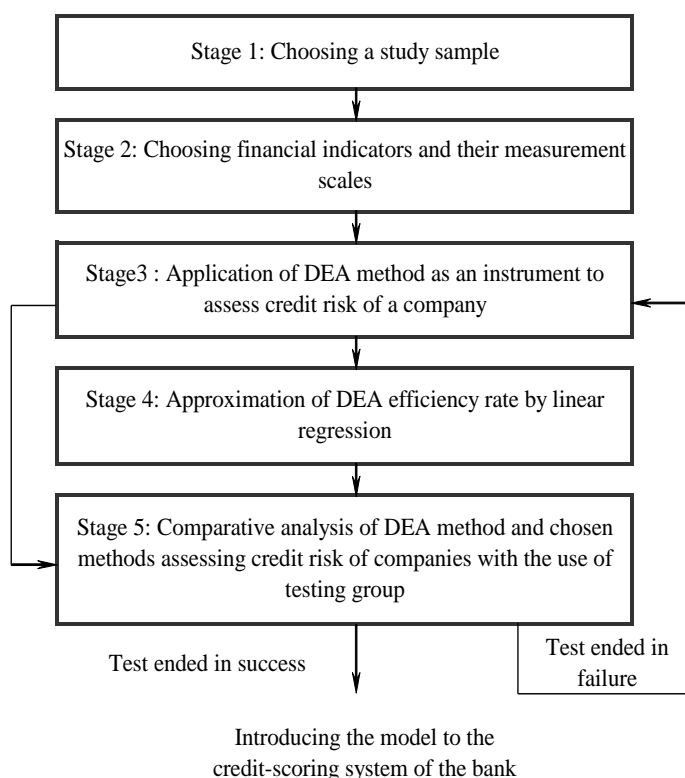 Stage 1: Choosing a study sample
Stage 2: Choosing financial indicators and their measurement
scales
Stage3 : Application of DEA method as an instrument to
assess credit risk of a company
Stage 4: Approximation of DEA efficiency rate by linear
regression
Stage 5: Comparative analysis of DEA method and chosen
methods assessing credit risk of companies with the use of
testing group
Test ended in success
Test ended in
failure
Introducing the model to the
credit-scoring system of the bank